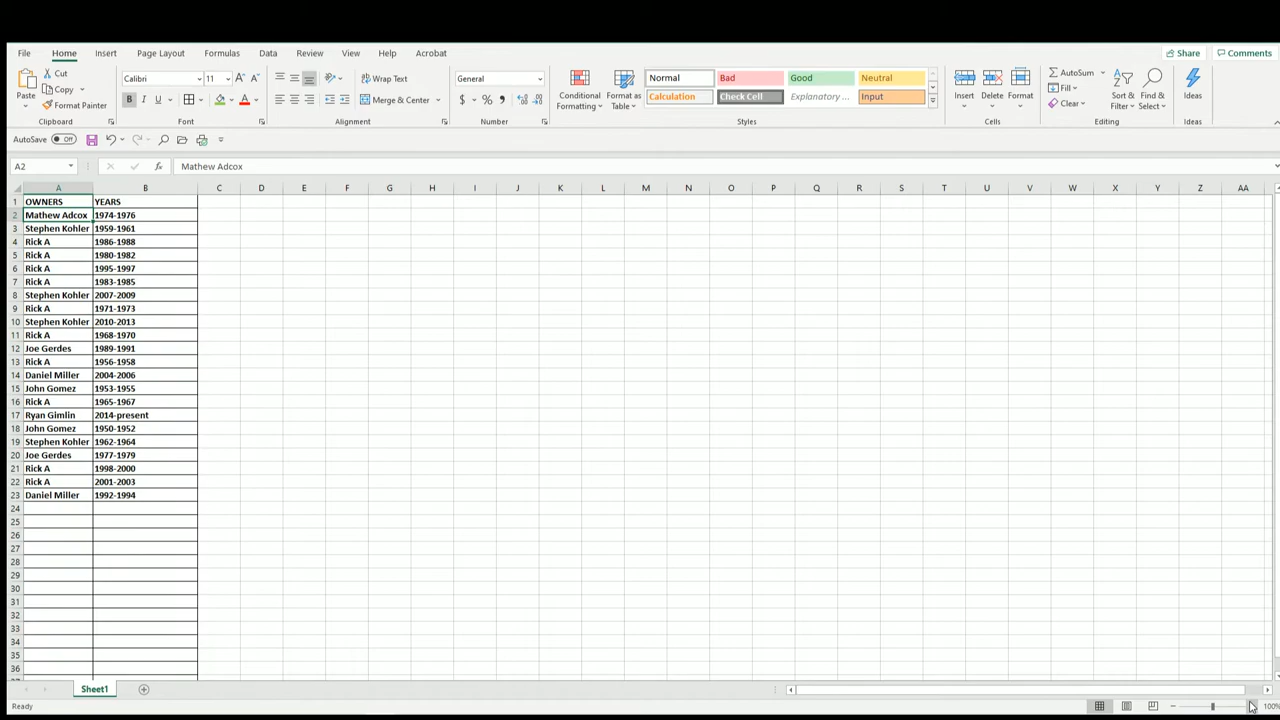 File Home Insert Page Layout Formulas Data Review View Help Acrobat Share Comments
Paste Cut Copy Format Painter Clipboard
Calibri 11 A A B I U A Font
Wrap Text Merge & Center Alignment
General $ % , Number
Conditional Formatting Format as Table Normal Bad Good Neutral Calculation Check Cell Explanatory ... Input Styles
Insert Delete Format Cells
AutoSum Fill Clear Sort & Filter Find & Select Editing
Ideas Ideas
AutoSave Off
A2 fx Mathew Adcox
A B C D E F G H I J K L M N O P Q R S T U V W X Y Z AA
1 OWNERS YEARS
2 Mathew Adcox 1974-1976
3 Stephen Kohler 1959-1961
4 Rick A 1986-1988
5 Rick A 1980-1982
6 Rick A 1995-1997
7 Rick A 1983-1985
8 Stephen Kohler 2007-2009
9 Rick A 1971-1973
10 Stephen Kohler 2010-2013
11 Rick A 1968-1970
12 Joe Gerdes 1989-1991
13 Rick A 1956-1958
14 Daniel Miller 2004-2006
15 John Gomez 1953-1955
16 Rick A 1965-1967
17 Ryan Gimlin 2014-present
18 John Gomez 1950-1952
19 Stephen Kohler 1962-1964
20 Joe Gerdes 1977-1979
21 Rick A 1998-2000
22 Rick A 2001-2003
23 Daniel Miller 1992-1994
24
25
26
27
28
29
30
31
32
33
34
35
36
Sheet1
Ready 100%